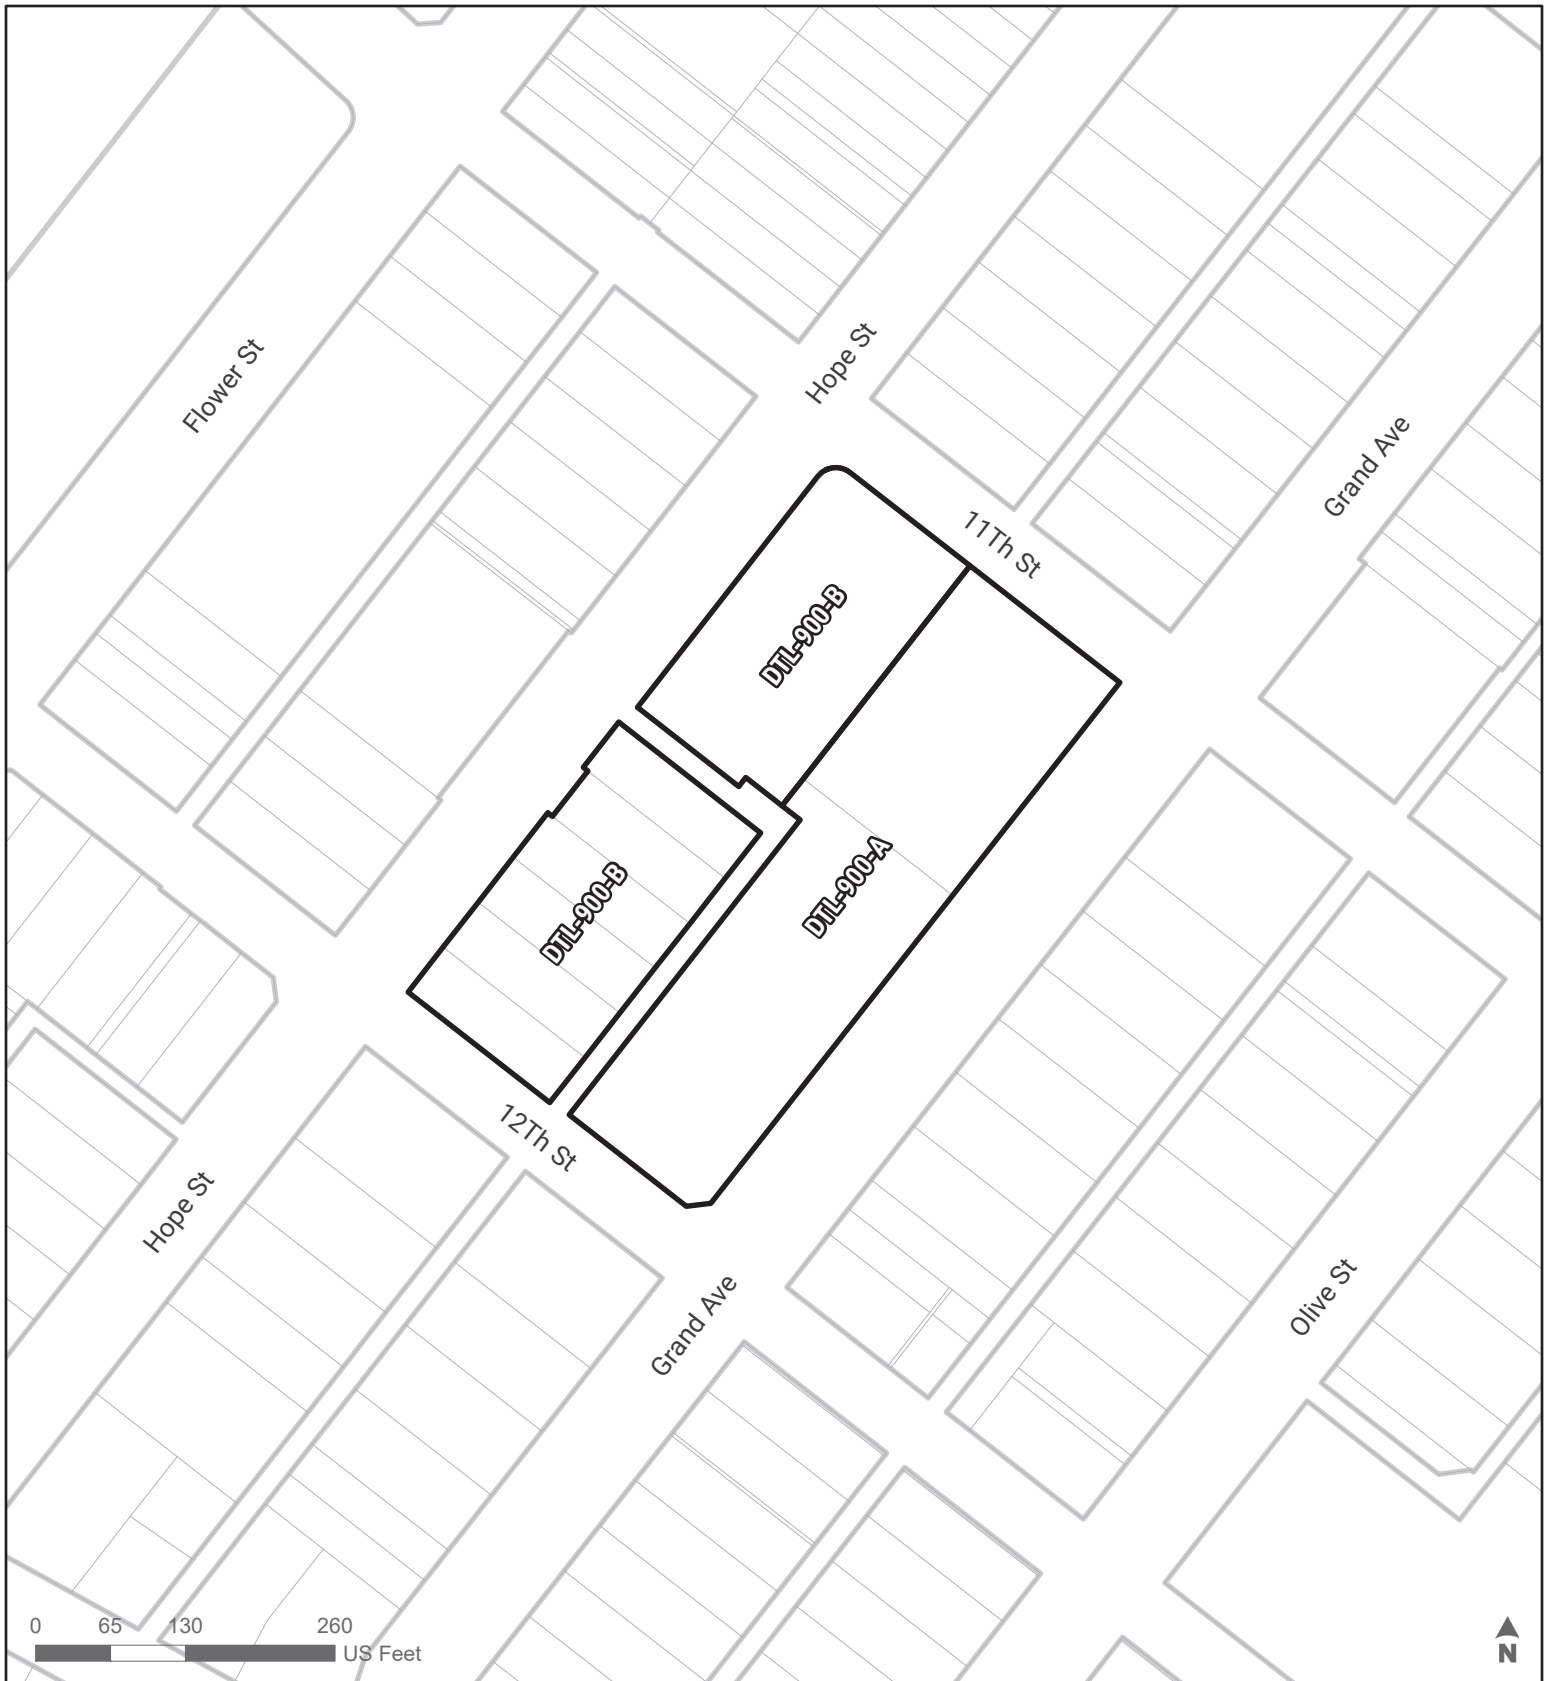 Hope St
Flower St
Grand Ave
11Th St
DTL-900-B
DTL-900-A
DTL-900-B
12Th St
Hope St
Grand Ave
Olive St
0 65 130 260
US Feet
N